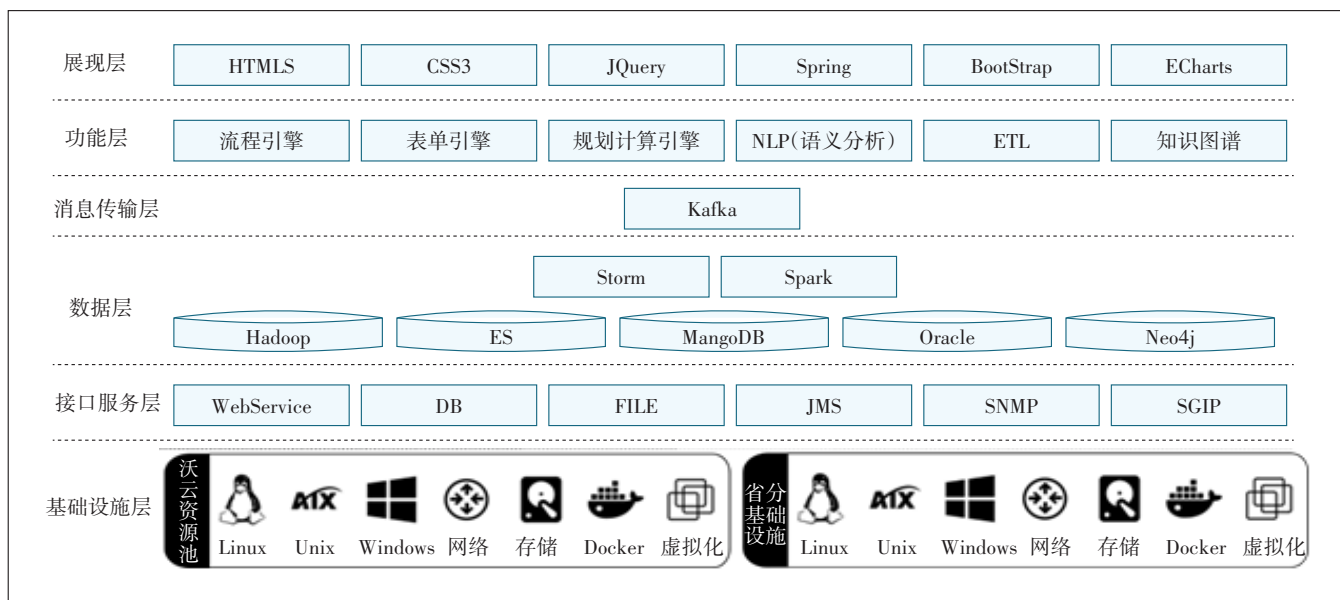 展现层 HTMLS CSS3 JQuery Spring BootStrap ECharts
功能层 流程引擎 表单引擎 规划计算引擎 NLP(语义分析) ETL 知识图谱
消息传输层 Kafka
Storm Spark
数据层
Hadoop ES MangoDB Oracle Neo4j
接口服务层 WebService DB FILE JMS SNMP SGIP
基础设施层
沃云资源池
AIX
Linux Unix Windows 网络 存储 Docker 虚拟化
省分基础设施
AIX
Linux Unix Windows 网络 存储 Docker 虚拟化